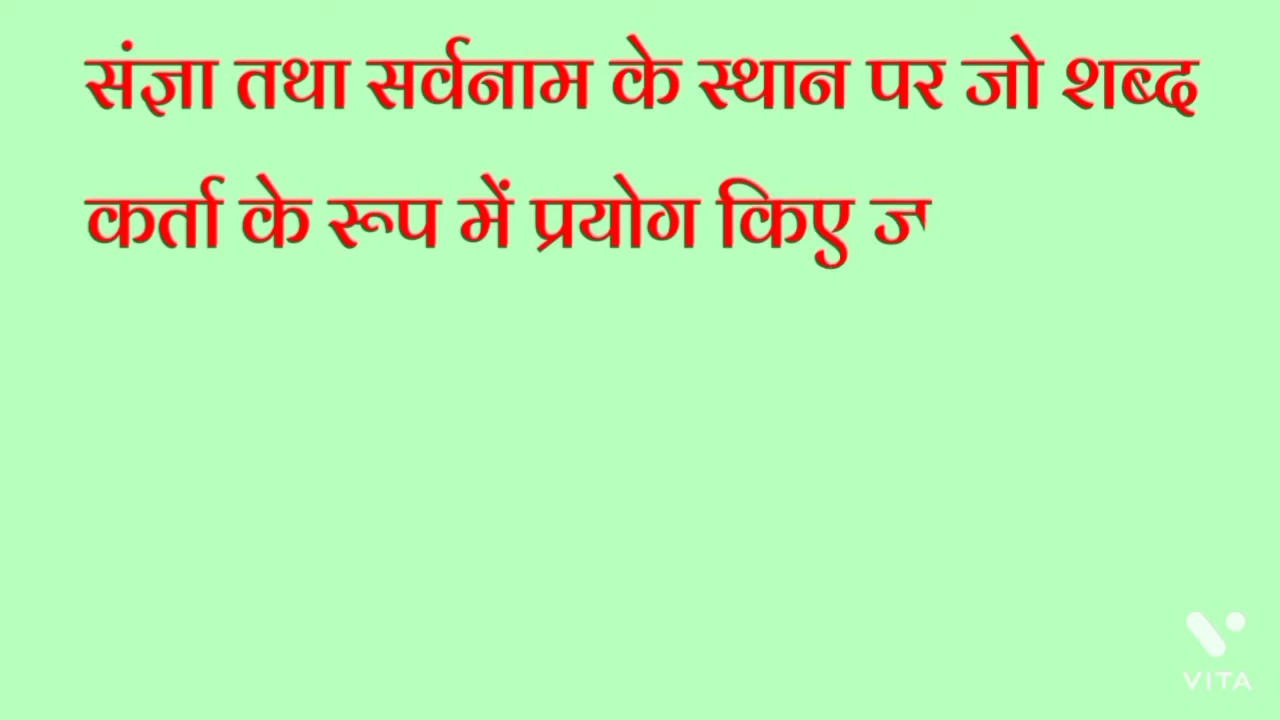 संज्ञा तथा सर्वनाम के स्थान पर जो शब्द
कर्ता के रूप में प्रयोग किए ज
VITA